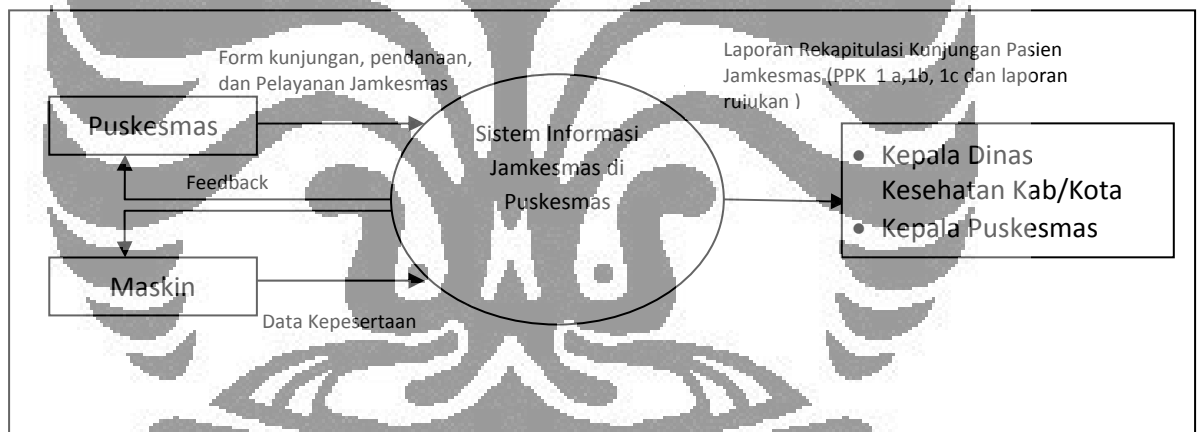 Form kunjungan, pendanaan,
dan Pelayanan Jamkesmas
Laporan Rekapitulasi Kunjungan Pasien
Jamkesmas (PPK 1 a,1b, 1c dan laporan
rujukan )
Puskesmas
Sistem Informasi
Jamkesmas di
Puskesmas
• Kepala Dinas
Kesehatan Kab/Kota
• Kepala Puskesmas
Feedback
Maskin
Data Kepesertaan